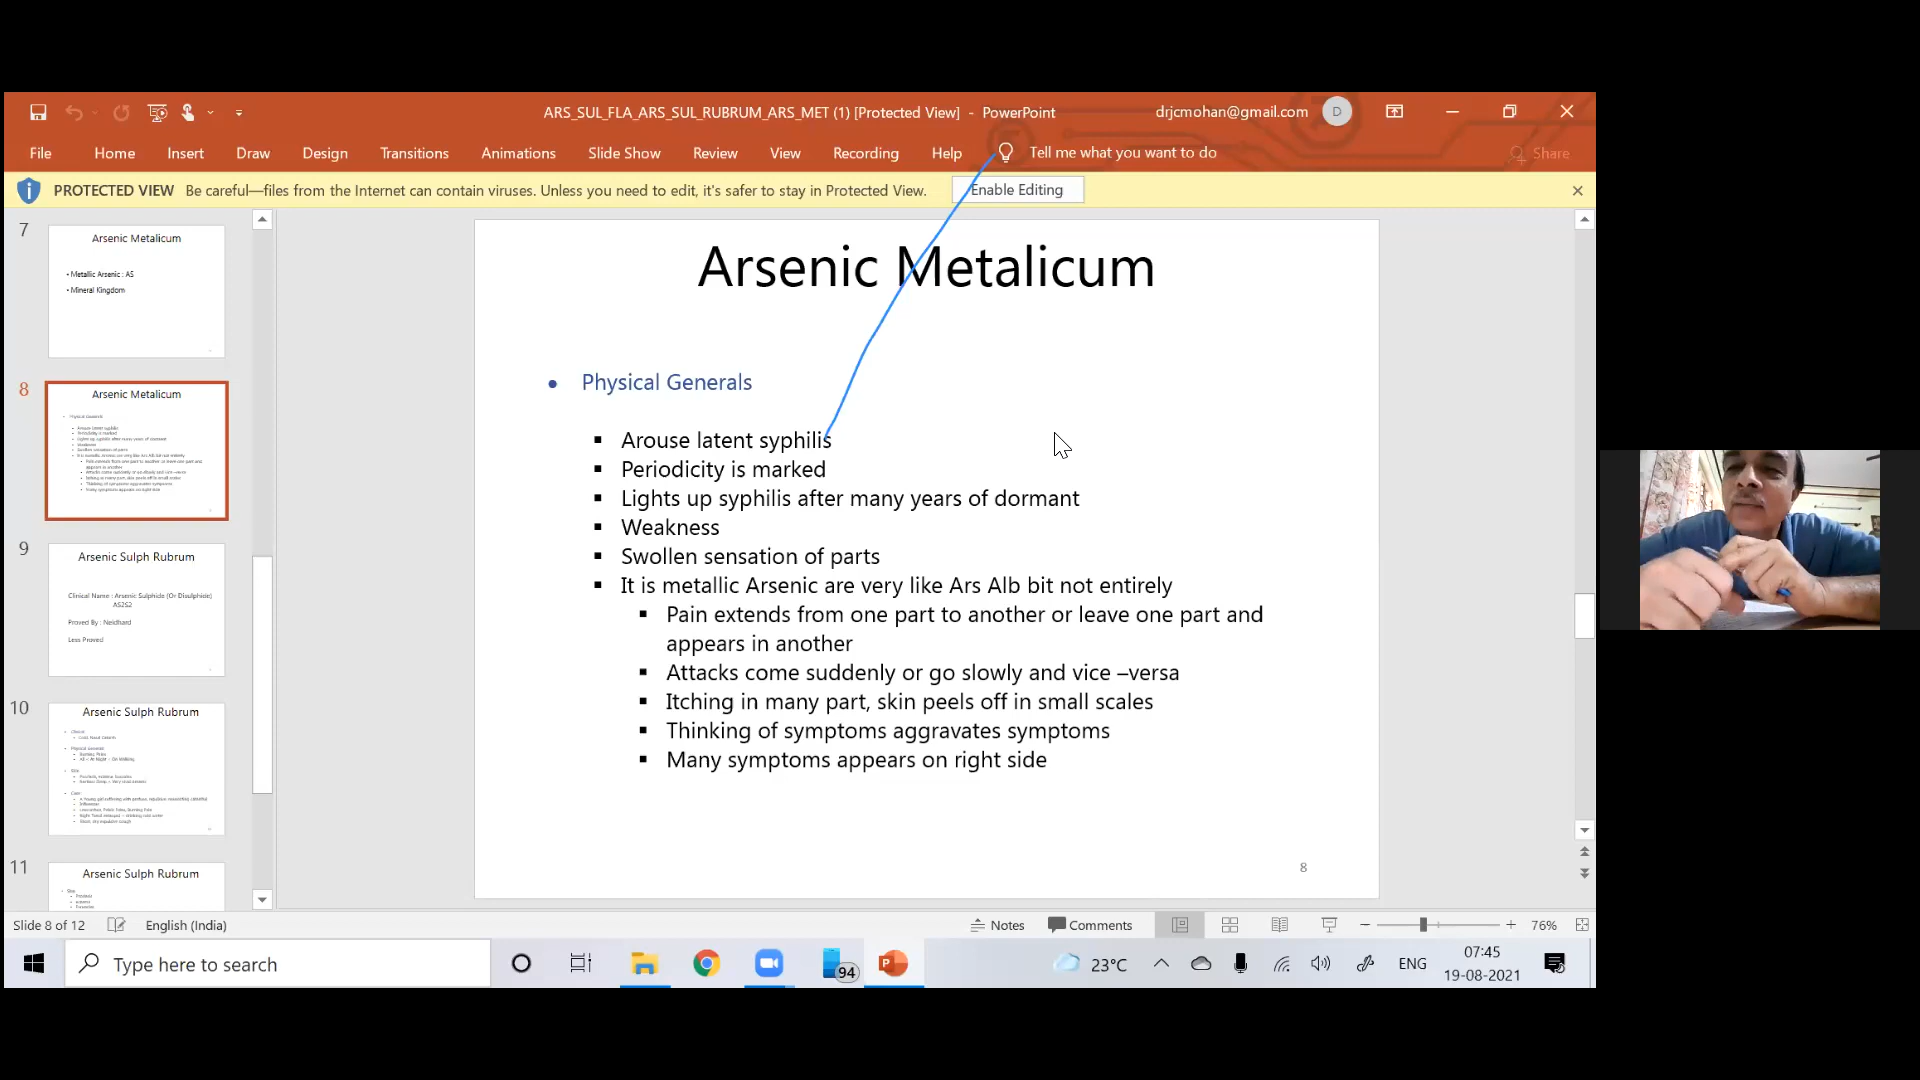 ARS_SUL_FLA_ARS_SUL_RUBRUM_ARS_MET (1) [Protected View] - PowerPoint
drjcmohan@gmail.com
D
File Home Insert Draw Design Transitions Animations Slide Show Review View Recording Help Tell me what you want to do Share
PROTECTED VIEW Be careful—files from the Internet can contain viruses. Unless you need to edit, it's safer to stay in Protected View. Enable Editing
7
Arsenic Metalicum
• Metallic Arsenic : AS
• Mineral Kingdom
8
Arsenic Metalicum
9
Arsenic Sulph Rubrum
Clinical Name : Arsenic Sulphide (Or Disulphide)
AS2S2
Proved By : Neidhard
Less Proved
10
Arsenic Sulph Rubrum
11
Arsenic Sulph Rubrum
Arsenic Metalicum
• Physical Generals
▪ Arouse latent syphilis
▪ Periodicity is marked
▪ Lights up syphilis after many years of dormant
▪ Weakness
▪ Swollen sensation of parts
▪ It is metallic Arsenic are very like Ars Alb bit not entirely
▪ Pain extends from one part to another or leave one part and
appears in another
▪ Attacks come suddenly or go slowly and vice –versa
▪ Itching in many part, skin peels off in small scales
▪ Thinking of symptoms aggravates symptoms
▪ Many symptoms appears on right side
8
Slide 8 of 12 English (India) Notes Comments 76%
Type here to search
94
23°C
ENG
07:45
19-08-2021